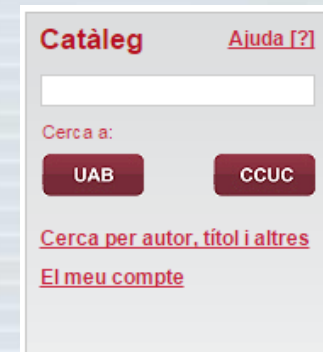 Catàleg Ajuda [?]
Cerca a:
UAB CCUC
Cerca per autor, títol i altres
El meu compte